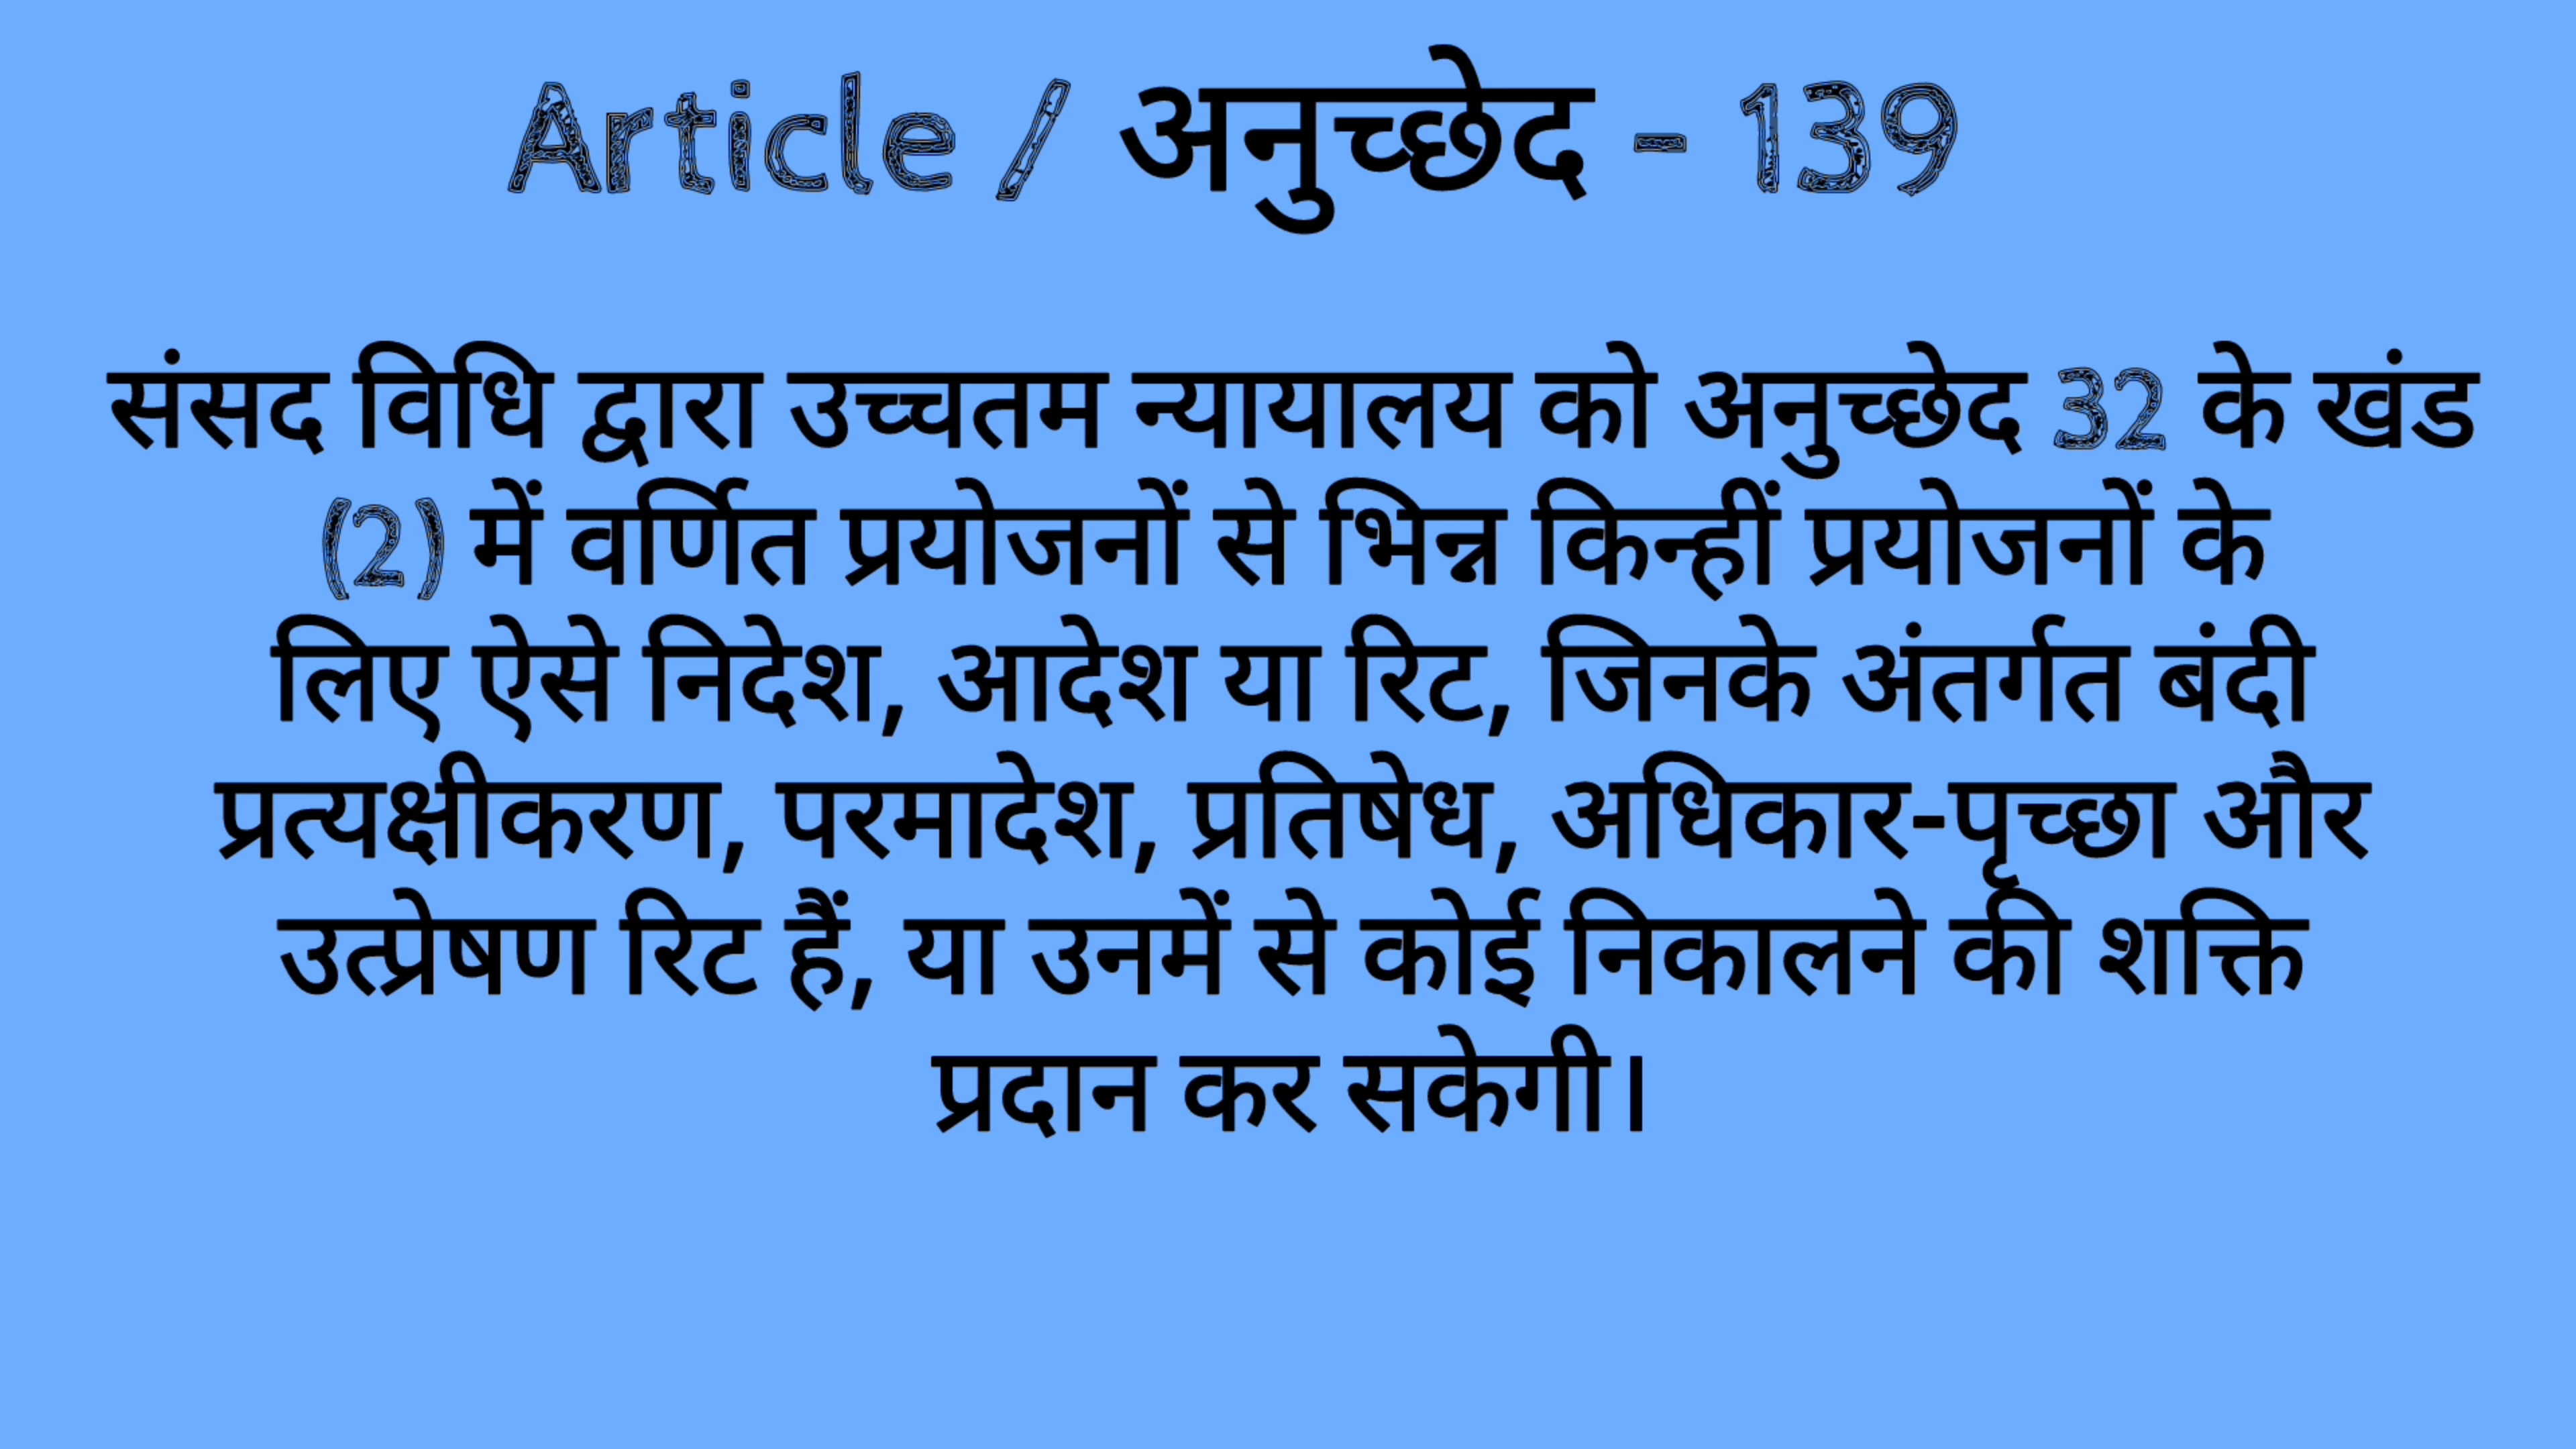 Article / अनुच्छेद - 139
संसद विधि द्वारा उच्चतम न्यायालय को अनुच्छेद 32 के खंड
(2) में वर्णित प्रयोजनों से भिन्न किन्हीं प्रयोजनों के
लिए ऐसे निदेश, आदेश या रिट, जिनके अंतर्गत बंदी
प्रत्यक्षीकरण, परमादेश, प्रतिषेध, अधिकार-पृच्छा और
उत्प्रेषण रिट हैं, या उनमें से कोई निकालने की शक्ति
प्रदान कर सकेगी।